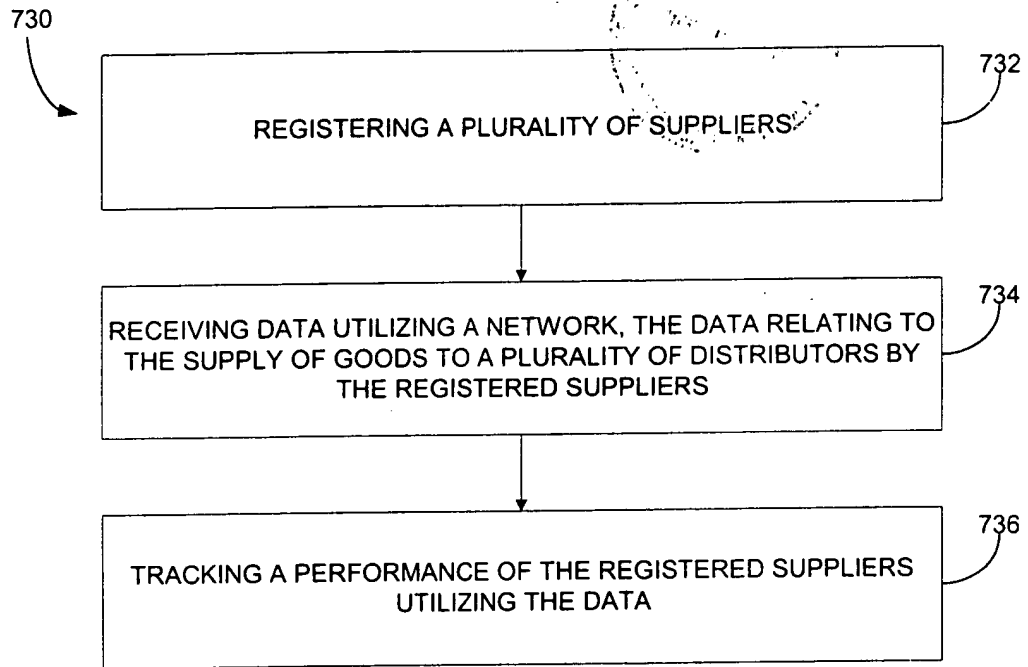 730
732
REGISTERING A PLURALITY OF SUPPLIERS
734
RECEIVING DATA UTILIZING A NETWORK, THE DATA RELATING TO
THE SUPPLY OF GOODS TO A PLURALITY OF DISTRIBUTORS BY
THE REGISTERED SUPPLIERS
736
TRACKING A PERFORMANCE OF THE REGISTERED SUPPLIERS
UTILIZING THE DATA